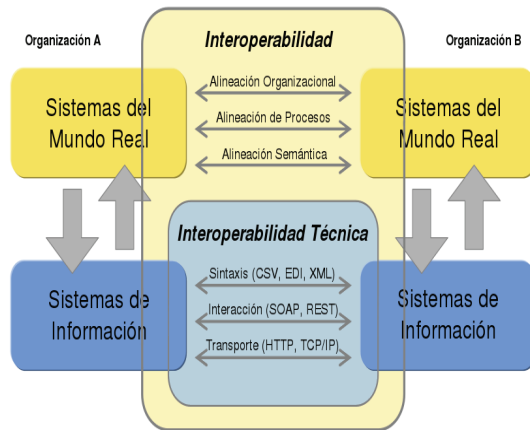 Organización A
Interoperabilidad
Organización B
Sistemas del
Mundo Real
Alineación Organizacional
Alineación de Procesos
Alineación Semántica
Sistemas del
Mundo Real
Interoperabilidad Técnica
Sistemas de
Información
Sintaxis (CSV, EDI, XML)
Interacción (SOAP, REST)
Transporte (HTTP, TCP/IP)
Sistemas de
Información